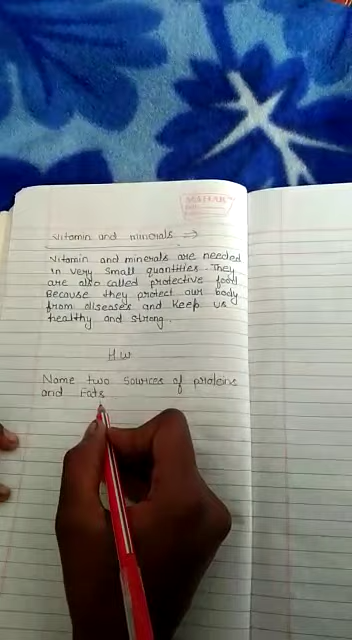 Vitamin and minerals →
Vitamin and minerals are needed
in very small quantities. They
are also called protective food.
Because they protect our body
from diseases and keep us
healthy and strong.
H.W
Name two sources of proteins
and Fats